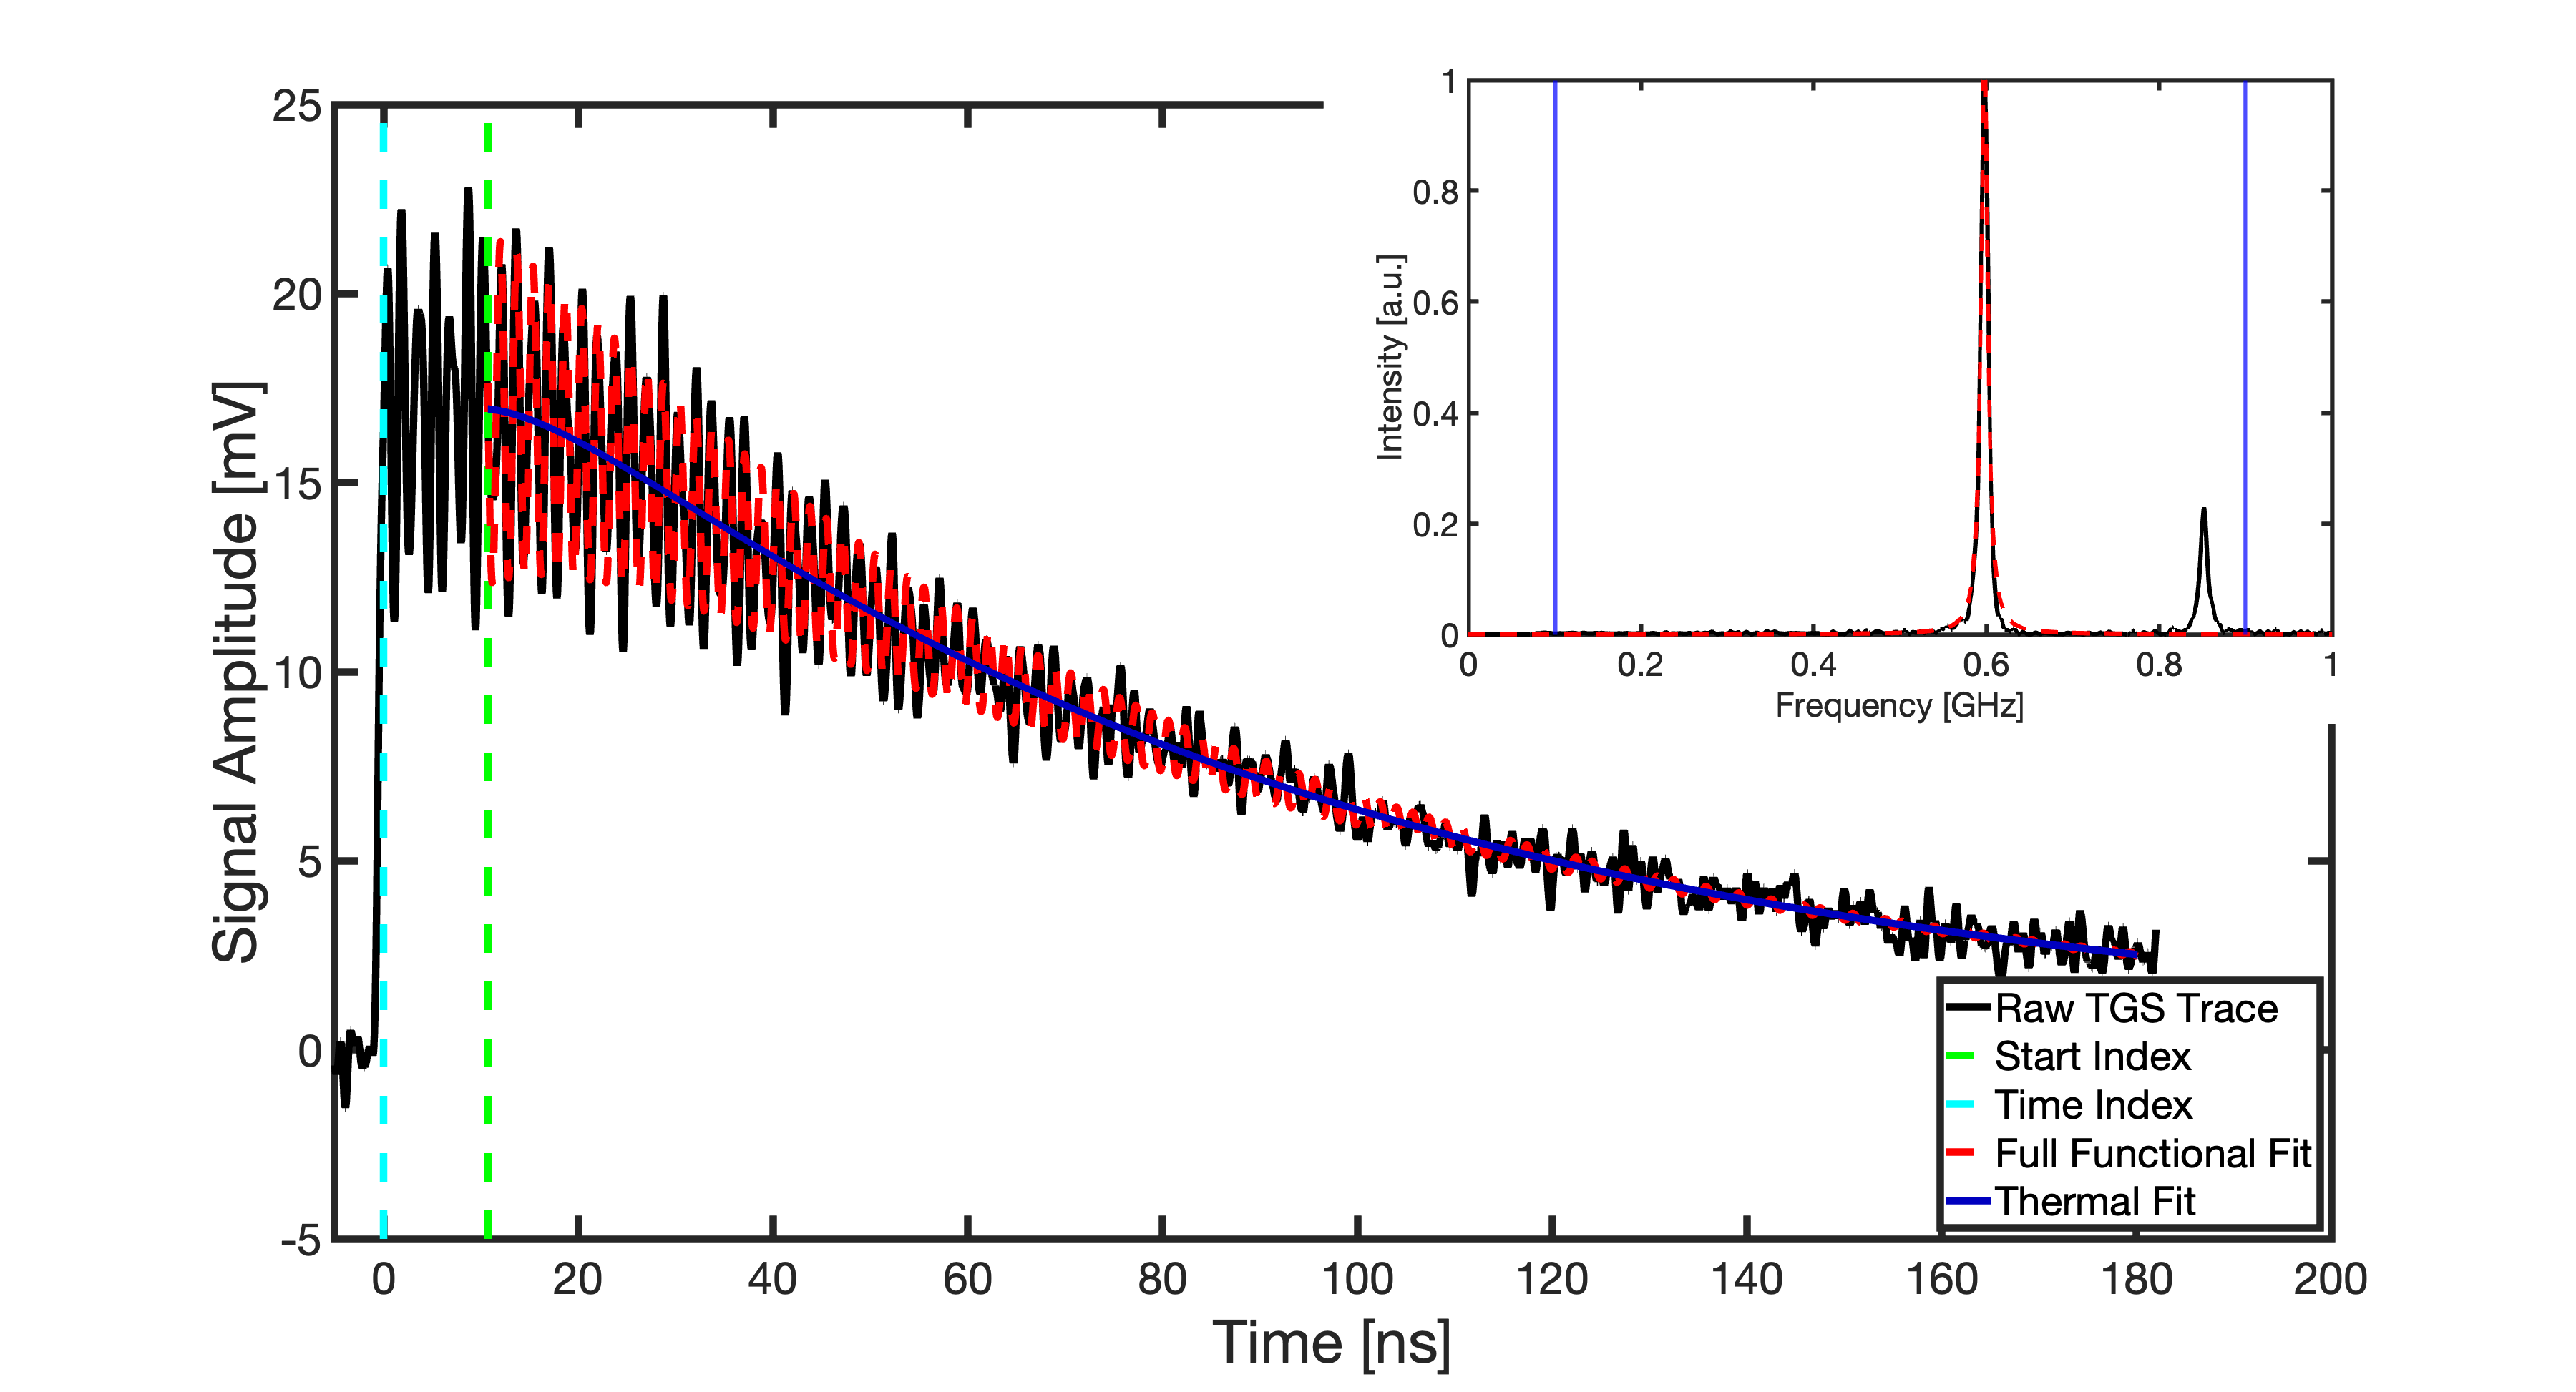 Signal Amplitude [mV]
25
20
15
10
5
0
-5
0 20 40 60 80 100 120 140 160 180 200
Time [ns]
Intensity [a.u.]
1
0.8
0.6
0.4
0.2
0
0 0.2 0.4 0.6 0.8 1
Frequency [GHz]
Raw TGS Trace
Start Index
Time Index
Full Functional Fit
Thermal Fit